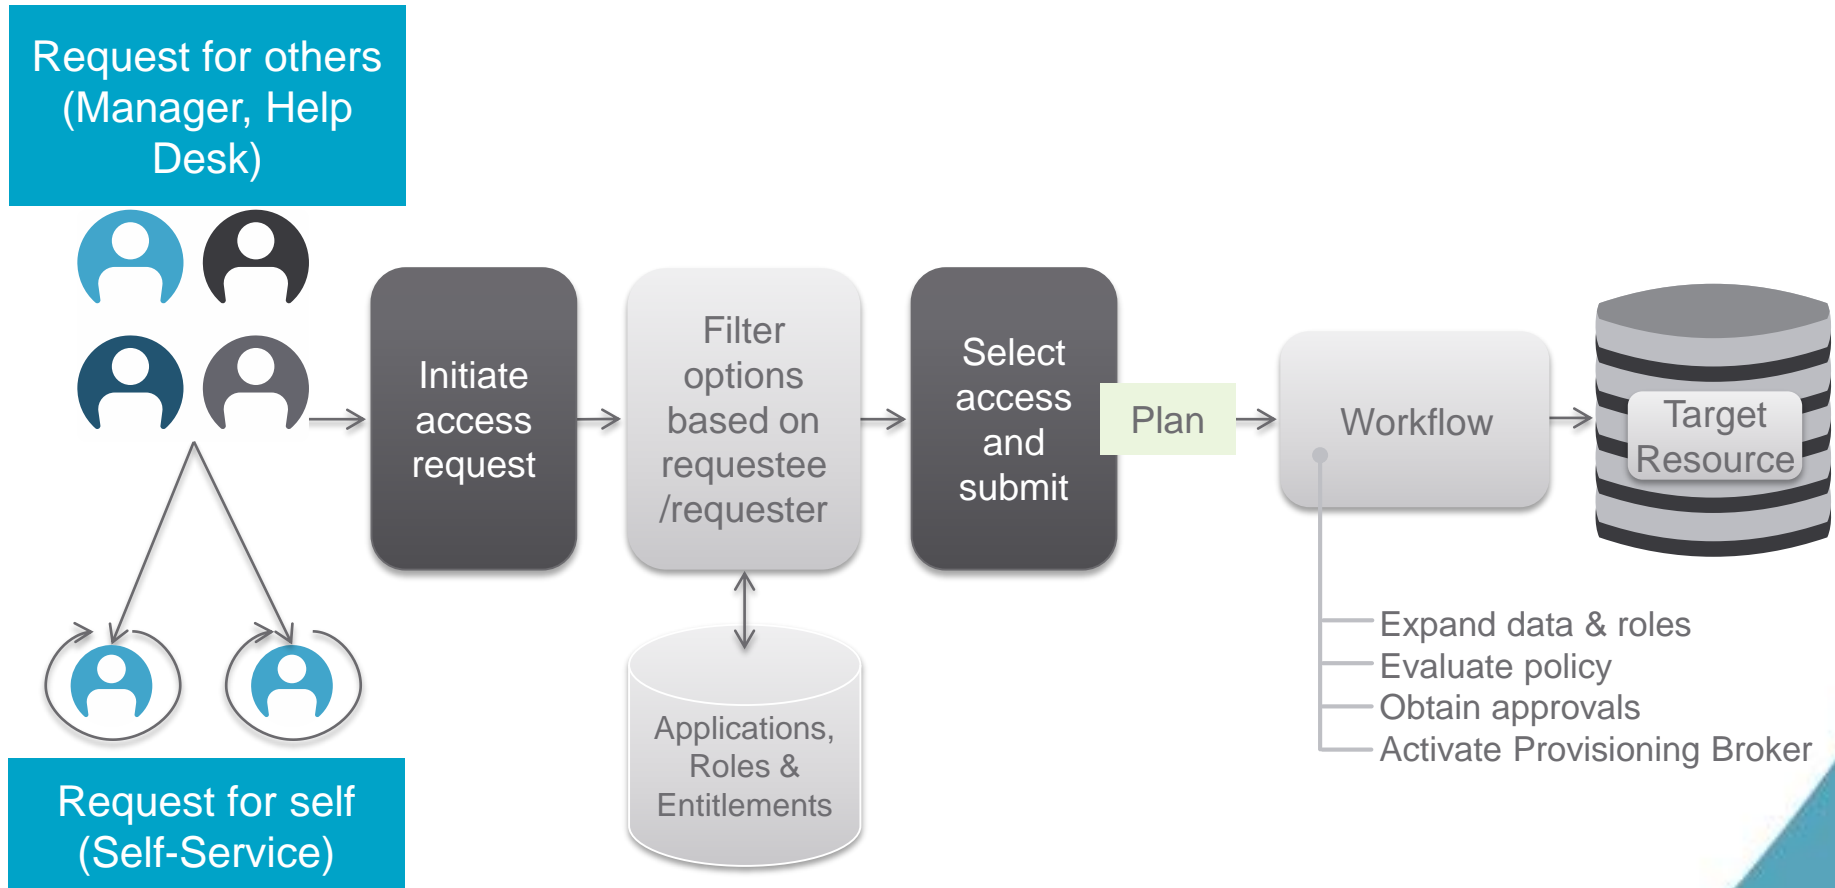 Request for others
(Manager, Help
Desk)
Initiate
access
request
Filter
options
based on
requestee
/requester
Select
access
and
submit
Plan
Workflow
Target
Resource
Applications,
Roles &
Entitlements
Expand data & roles
Evaluate policy
Obtain approvals
Activate Provisioning Broker
Request for self
(Self-Service)